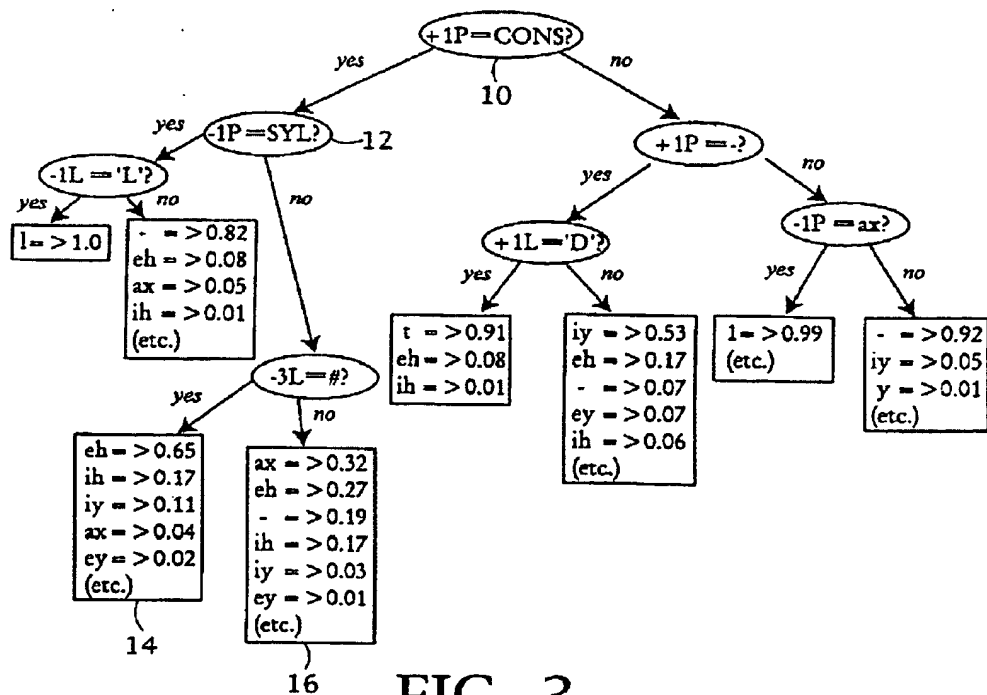 +1P=CONS?
10
yes
no
-1P=SYL?
12
yes
no
-1L='L'?
yes
no
l=>1.0
- =>0.82
eh=>0.08
ax=>0.05
ih=>0.01
(etc.)
-3L=#?
yes
no
eh=>0.65
ih=>0.17
iy=>0.11
ax=>0.04
ey=>0.02
(etc.)
14
ax=>0.32
eh=>0.27
- =>0.19
ih=>0.17
iy=>0.03
ey=>0.01
(etc.)
16
+1P=-?
yes
no
+1L='D'?
yes
no
t =>0.91
eh=>0.08
ih=>0.01
iy=>0.53
eh=>0.17
- =>0.07
ey=>0.07
ih=>0.06
(etc.)
-1P=ax?
yes
no
l=>0.99
(etc.)
- =>0.92
iy=>0.05
y=>0.01
(etc.)